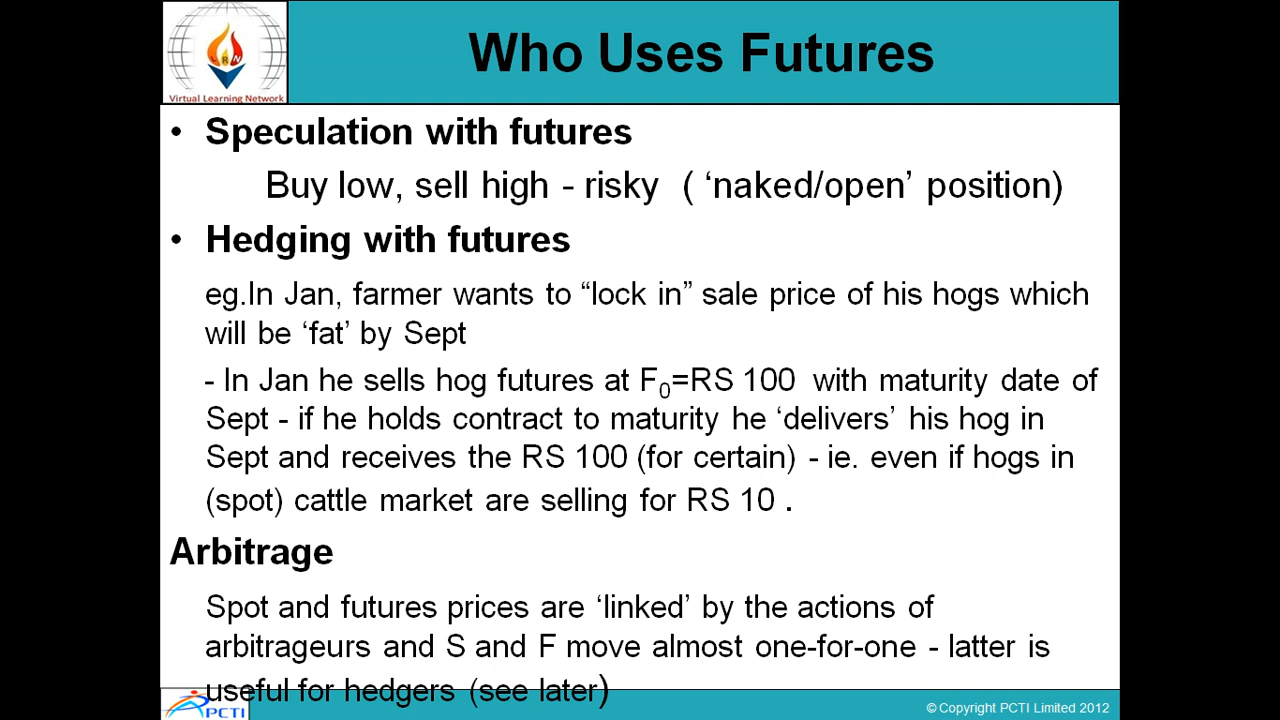 LRN
Virtual Learning Network
Who Uses Futures
• Speculation with futures
Buy low, sell high - risky ( ‘naked/open’ position)
• Hedging with futures
eg.In Jan, farmer wants to “lock in” sale price of his hogs which
will be ‘fat’ by Sept
- In Jan he sells hog futures at F0=RS 100 with maturity date of
Sept - if he holds contract to maturity he ‘delivers’ his hog in
Sept and receives the RS 100 (for certain) - ie. even if hogs in
(spot) cattle market are selling for RS 10 .
Arbitrage
Spot and futures prices are ‘linked’ by the actions of
arbitrageurs and S and F move almost one-for-one - latter is
useful for hedgers (see later)
PCTI
© Copyright PCTI Limited 2012